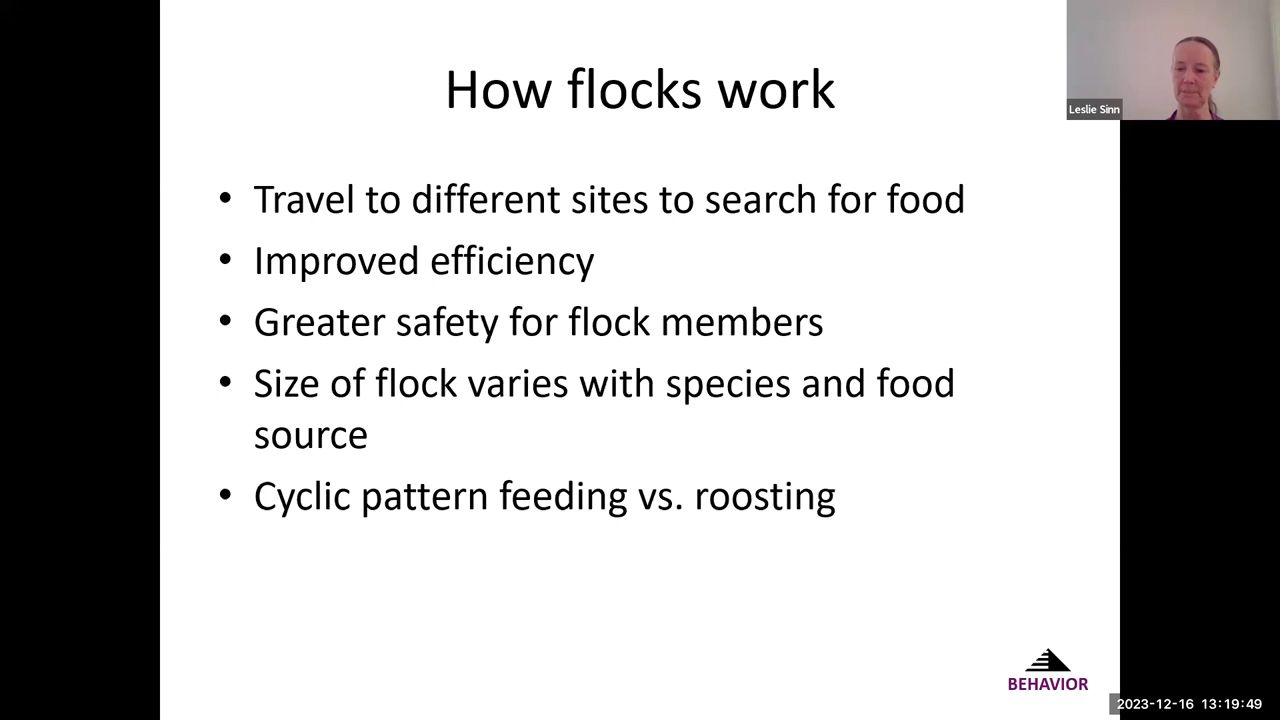 How flocks work
Leslie Sinn
• Travel to different sites to search for food
• Improved efficiency
• Greater safety for flock members
• Size of flock varies with species and food
source
• Cyclic pattern feeding vs. roosting
BEHAVIOR
2023-12-16 13:19:49